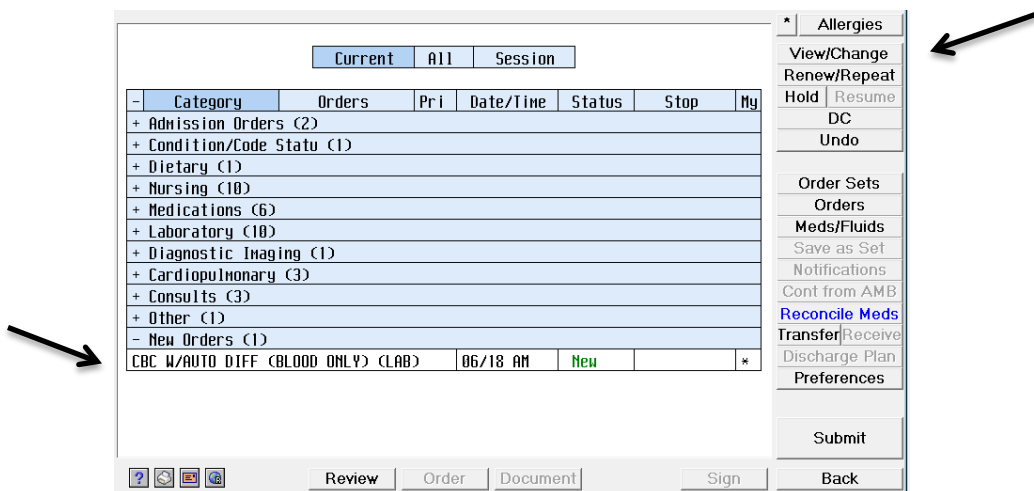 * Allergies
Current All Session
View/Change
Renew/Repeat
- Category Orders Pri Date/Time Status Stop My
Hold Resume
+ Admission Orders (2)
DC
+ Condition/Code Statu (1)
Undo
+ Dietary (1)
+ Nursing (10)
Order Sets
+ Medications (6)
Orders
+ Laboratory (10)
Meds/Fluids
+ Diagnostic Imaging (1)
Save as Set
+ Cardiopulmonary (3)
Notifications
+ Consults (3)
Cont from AMB
+ Other (1)
Reconcile Meds
- New Orders (1)
Transfer Receive
CBC W/AUTO DIFF (BLOOD ONLY) (LAB) 06/18 AM New *
Discharge Plan
Preferences
Submit
? Review Order Document Sign Back